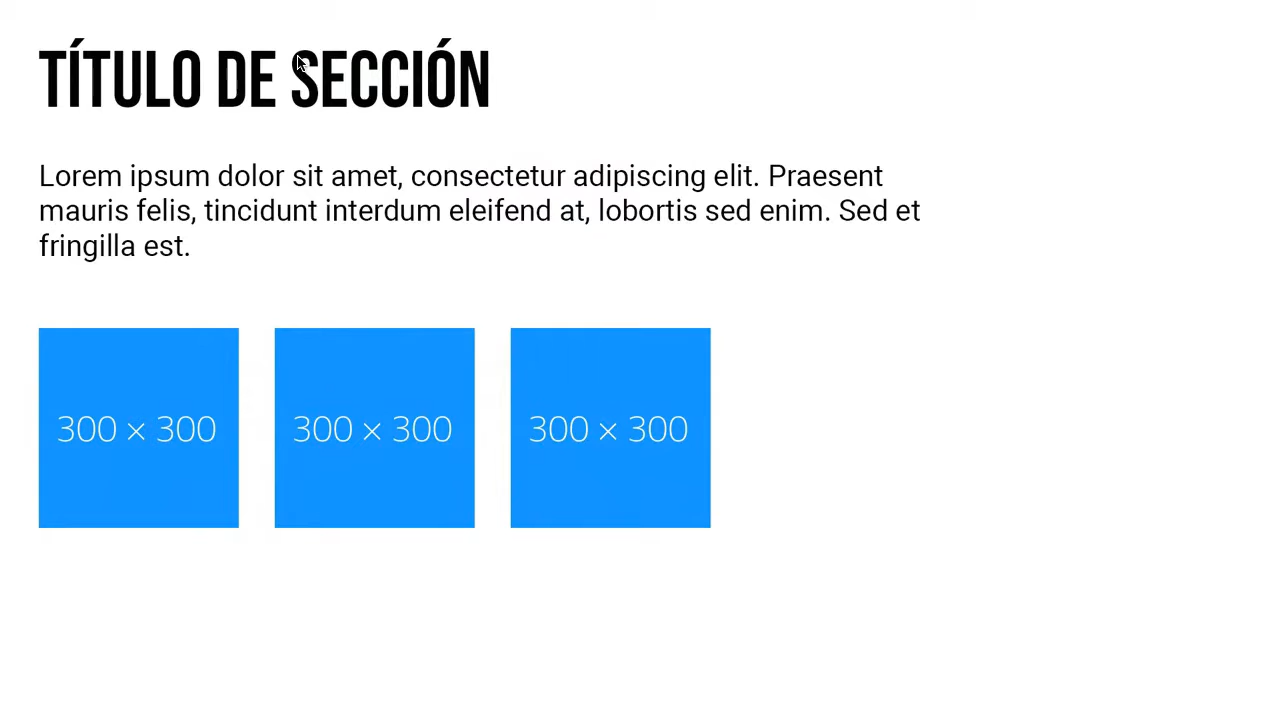 TÍTULO DE SECCIÓN
Lorem ipsum dolor sit amet, consectetur adipiscing elit. Praesent
mauris felis, tincidunt interdum eleifend at, lobortis sed enim. Sed et
fringilla est.
300 × 300
300 × 300
300 × 300